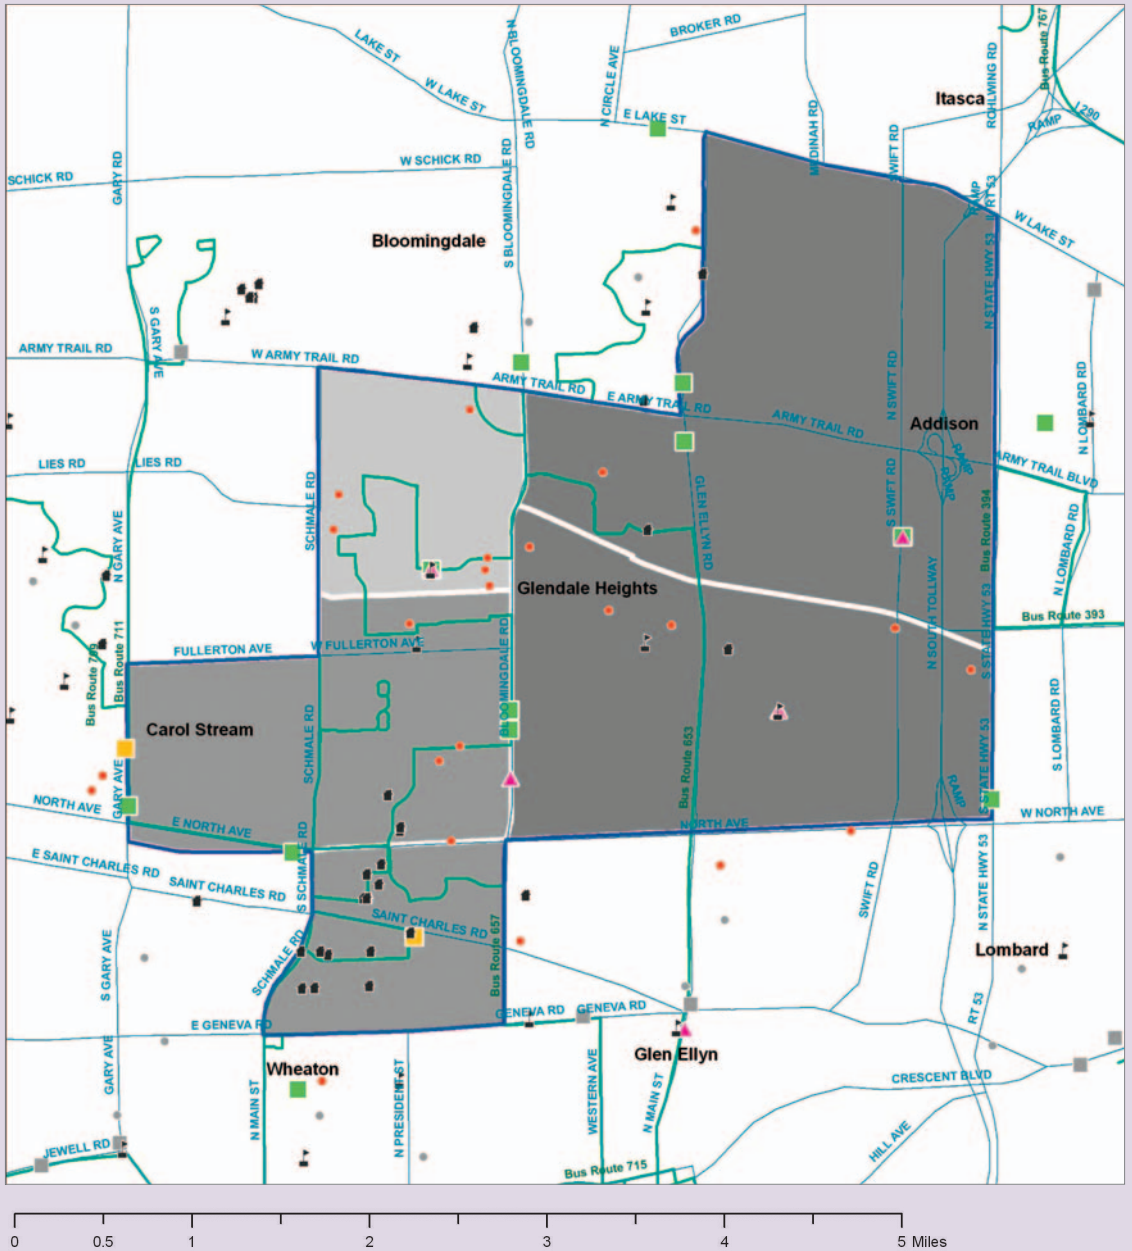 BROKER RD
LAKE ST
N BLOOMINGDALE RD
N CIRCLE AVE
Bus Route 767
ROHLWING RD
W LAKE ST
Itasca
I-290
E LAKE ST
RAMP
MEDINAH RD
SWIFT RD
GARY RD
W SCHICK RD
SCHICK RD
S BLOOMINGDALE RD
RAMP
IL RT 53
W LAKE ST
Bloomingdale
N STATE HWY 53
S GARY AVE
ARMY TRAIL RD
W ARMY TRAIL RD
ARMY TRAIL RD
E ARMY TRAIL RD
ARMY TRAIL RD
N SWIFT RD
N LOMBARD RD
Addison
RAMP
RAMP
ARMY TRAIL BLVD
LIES RD
LIES RD
SCHMALE RD
GLEN ELLYN RD
S SWIFT RD
Bus Route 394
N GARY AVE
N LOMBARD RD
Glendale Heights
N SOUTH TOLLWAY
S STATE HWY 53
Bus Route 393
Bus Route 711
Bus Route 709
FULLERTON AVE
W FULLERTON AVE
BLOOMINGDALE RD
Carol Stream
SCHMALE RD
Bus Route 653
S LOMBARD RD
S STATE HWY 53
GARY AVE
RAMP
NORTH AVE
E NORTH AVE
NORTH AVE
W NORTH AVE
S SCHMALE RD
E SAINT CHARLES RD
SAINT CHARLES RD
SAINT CHARLES RD
SWIFT RD
N STATE HWY 53
Bus Route 657
S GARY AVE
SCHMALE RD
Lombard
RT 53
E GENEVA RD
GENEVA RD
GENEVA RD
GARY AVE
Wheaton
Glen Ellyn
N MAIN ST
N PRESIDENT ST
WESTERN AVE
N MAIN ST
CRESCENT BLVD
HILL AVE
JEWELL RD
Bus Route 715
0 0.5 1 2 3 4 5 Miles